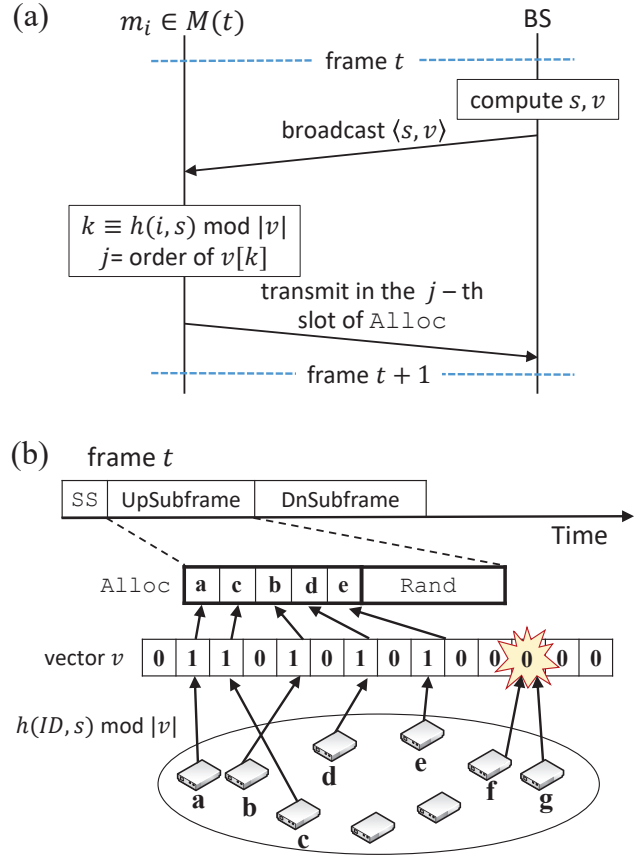 (a)
m_i ∈ M(t)
BS
frame t
compute s, v
broadcast ⟨s, v⟩
k ≡ h(i, s) mod |v|
j= order of v[k]
transmit in the j − th
slot of Alloc
frame t + 1
(b)
frame t
SS UpSubframe DnSubframe
Time
Alloc a c b d e Rand
vector v 0 1 1 0 1 0 1 0 1 0 0 0 0 0
h(ID, s) mod |v|
a b c d e f g